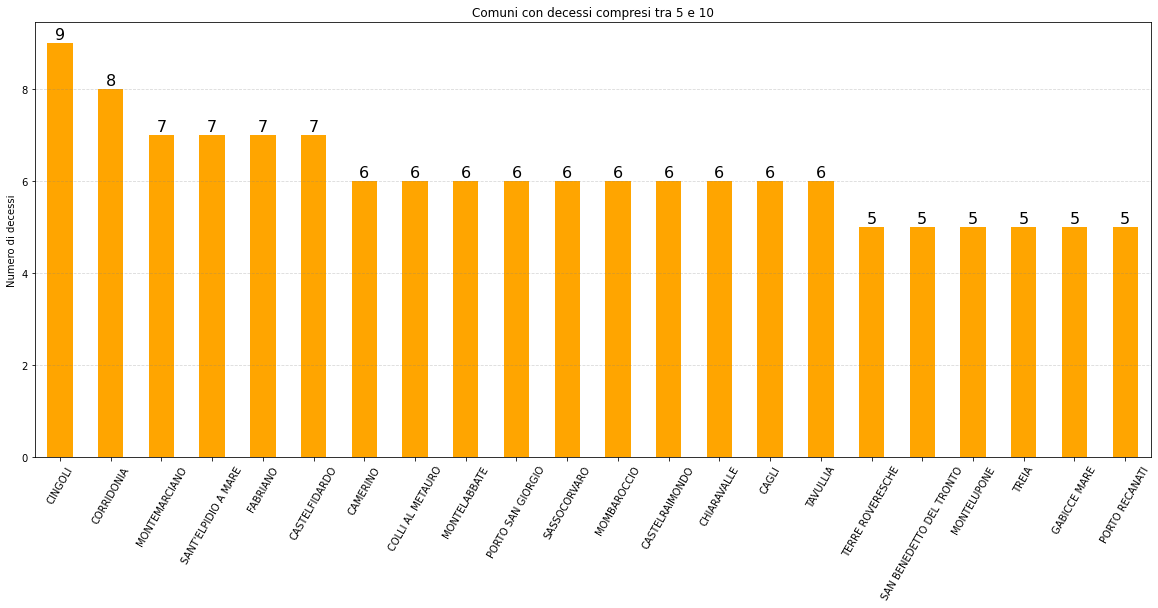 Comuni con decessi compresi tra 5 e 10
Numero di decessi
8
6
4
2
0
9
8
7
7
7
7
6
6
6
6
6
6
6
6
6
6
5
5
5
5
5
5
CINGOLI
CORRIDONIA
MONTEMARCIANO
SANT'ELPIDIO A MARE
FABRIANO
CASTELFIDARDO
CAMERINO
COLLI AL METAURO
MONTELABBATE
PORTO SAN GIORGIO
SASSOCORVARO
MOMBAROCCIO
CASTELRAIMONDO
CHIARAVALLE
CAGLI
TAVULLIA
TERRE ROVERESCHE
SAN BENEDETTO DEL TRONTO
MONTELUPONE
TREIA
GABICCE MARE
PORTO RECANATI